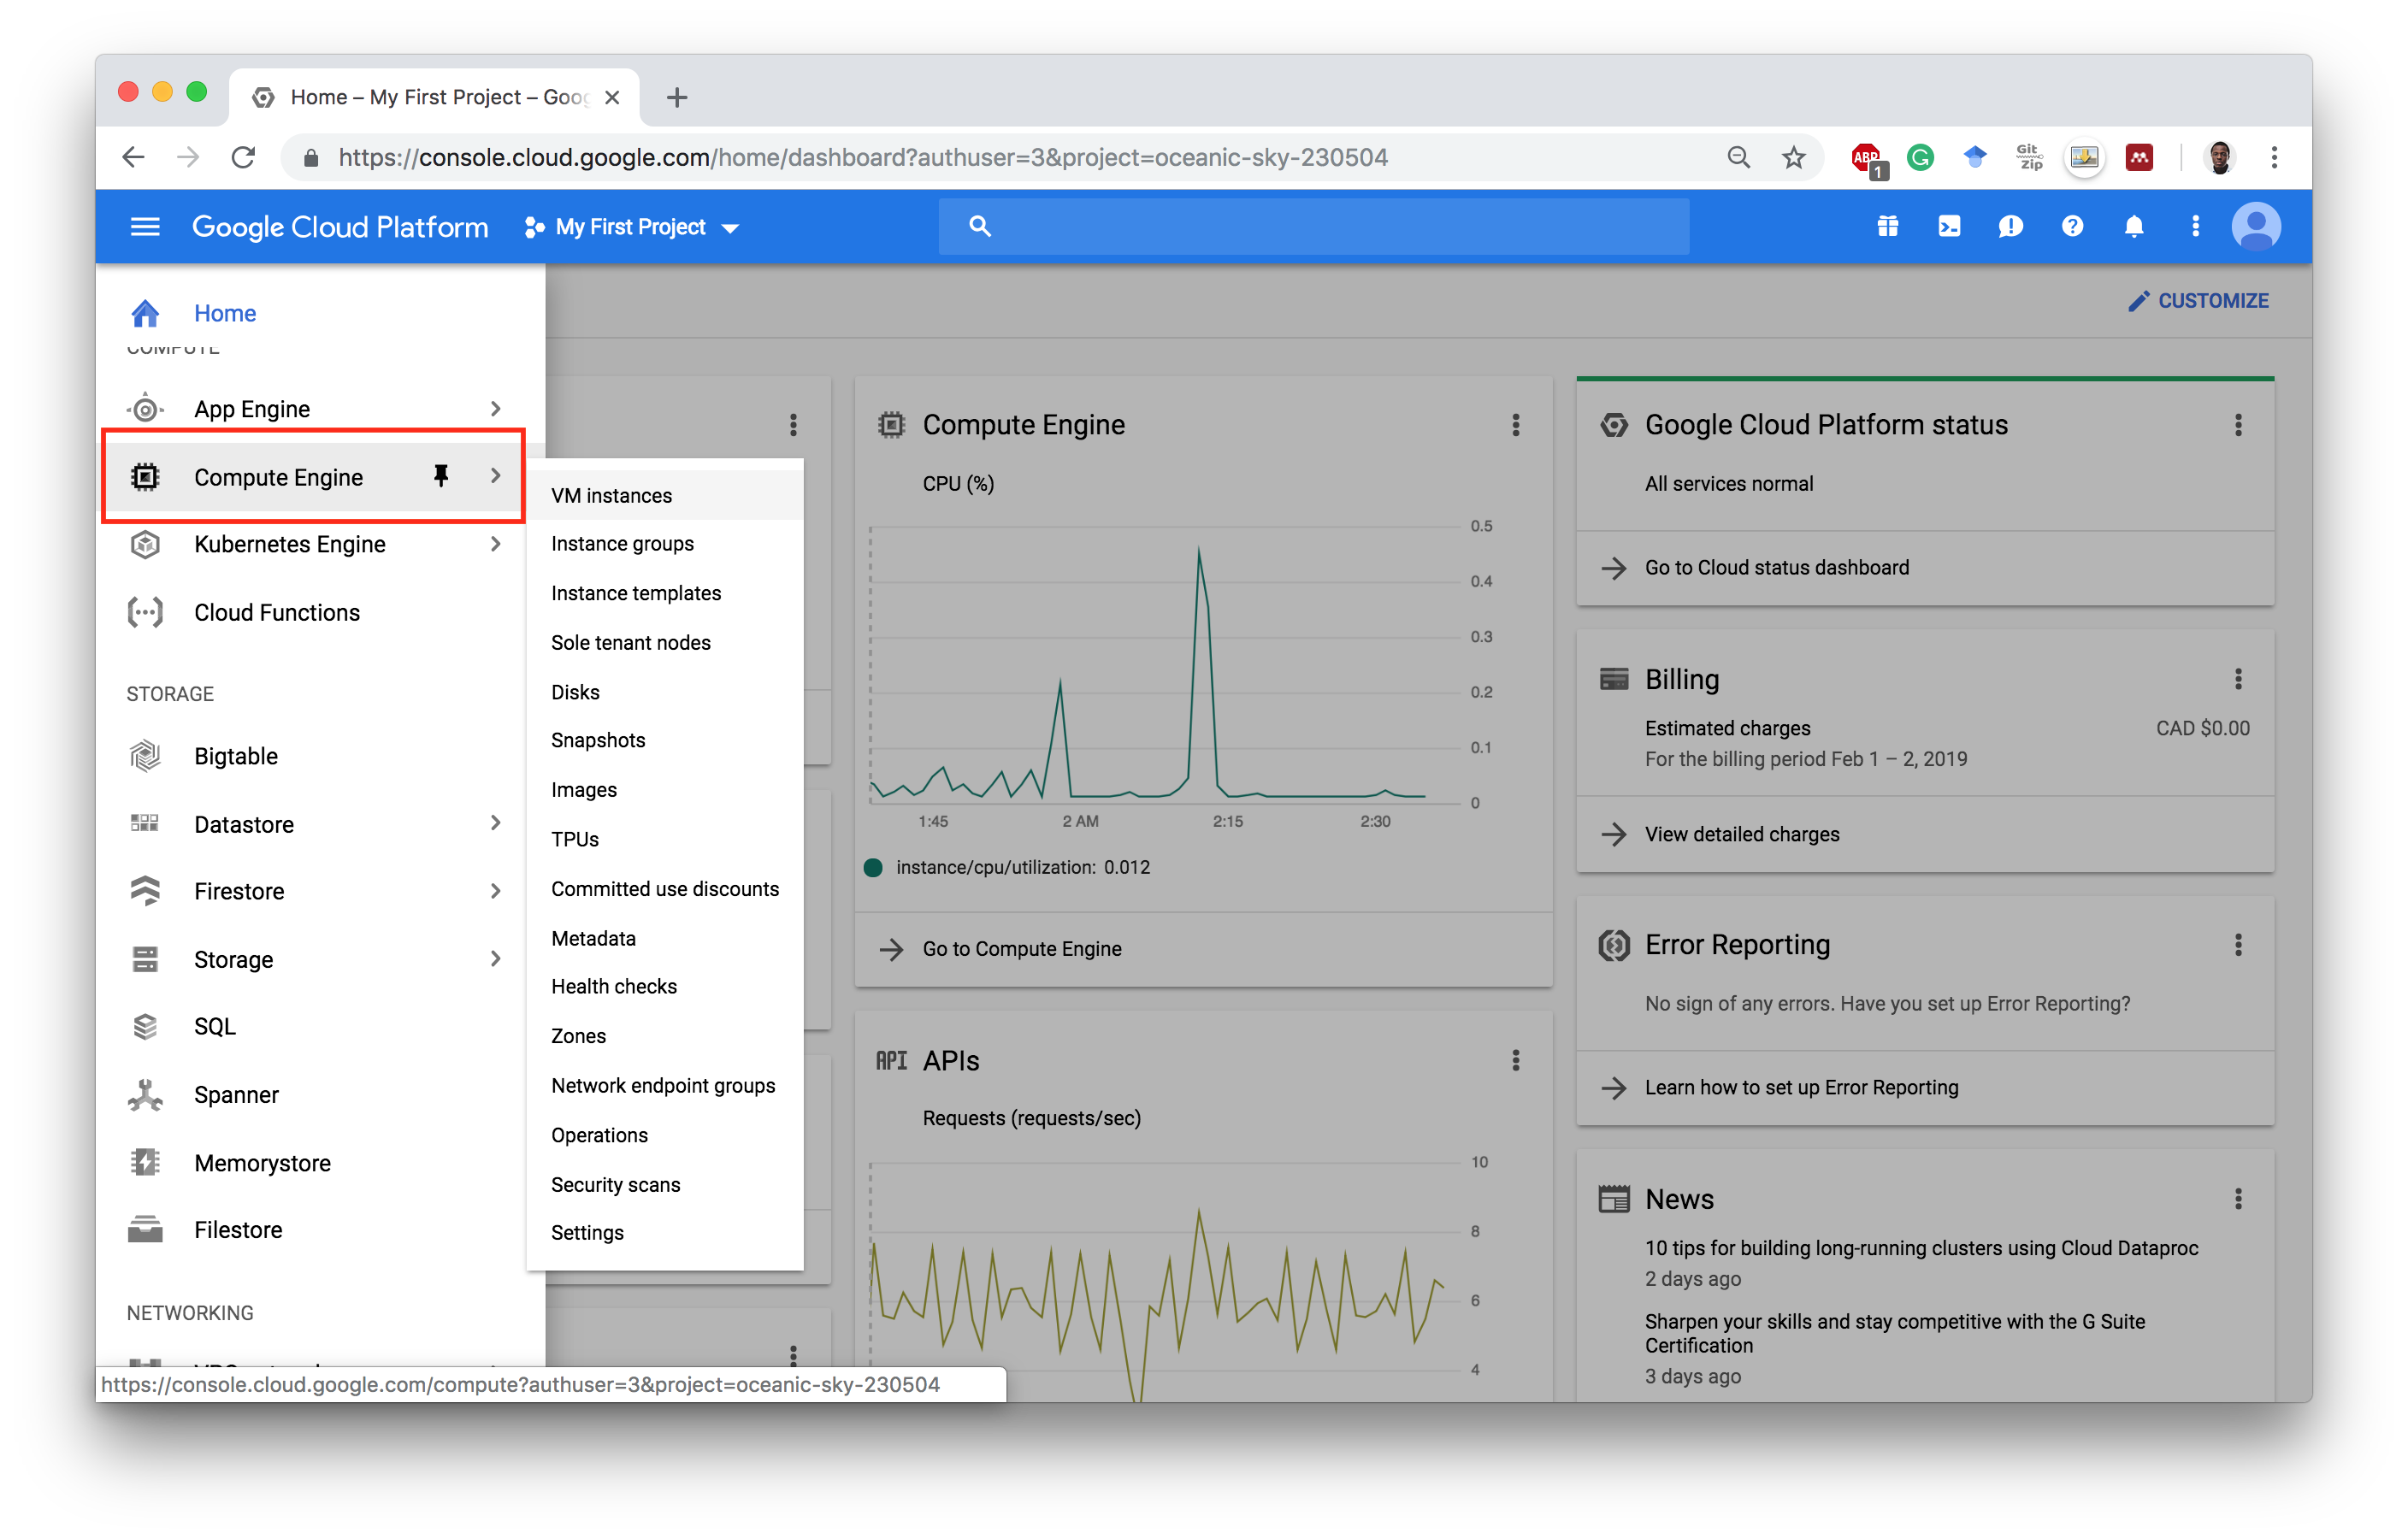 Home – My First Project – Goog
https://console.cloud.google.com/home/dashboard?authuser=3&project=oceanic-sky-230504
ABP
1
Git
Zip
Google Cloud Platform
My First Project
Home
COMPUTE
App Engine
Compute Engine
Kubernetes Engine
Cloud Functions
STORAGE
Bigtable
Datastore
Firestore
Storage
SQL
Spanner
Memorystore
Filestore
NETWORKING
https://console.cloud.google.com/compute?authuser=3&project=oceanic-sky-230504
VM instances
Instance groups
Instance templates
Sole tenant nodes
Disks
Snapshots
Images
TPUs
Committed use discounts
Metadata
Health checks
Zones
Network endpoint groups
Operations
Security scans
Settings
CUSTOMIZE
Compute Engine
CPU (%)
0.5
0.4
0.3
0.2
0.1
0
1:45 2 AM 2:15 2:30
instance/cpu/utilization: 0.012
Go to Compute Engine
API APIs
Requests (requests/sec)
10
8
6
4
Google Cloud Platform status
All services normal
Go to Cloud status dashboard
Billing
Estimated charges CAD $0.00
For the billing period Feb 1 – 2, 2019
View detailed charges
Error Reporting
No sign of any errors. Have you set up Error Reporting?
Learn how to set up Error Reporting
News
10 tips for building long-running clusters using Cloud Dataproc
2 days ago
Sharpen your skills and stay competitive with the G Suite
Certification
3 days ago